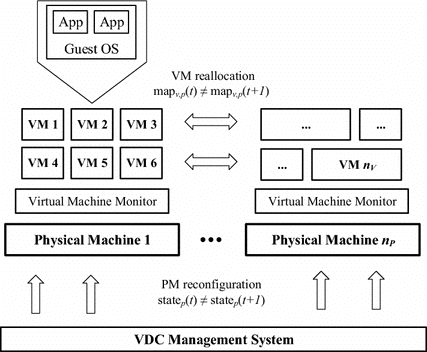 App App
Guest OS
VM reallocation
mapv,p(t) ≠ mapv,p(t+1)
VM 1 VM 2 VM 3 ... ...
VM 4 VM 5 VM 6 ... VM nV
Virtual Machine Monitor Virtual Machine Monitor
Physical Machine 1 ••• Physical Machine nP
PM reconfiguration
statep(t) ≠ statep(t+1)
VDC Management System